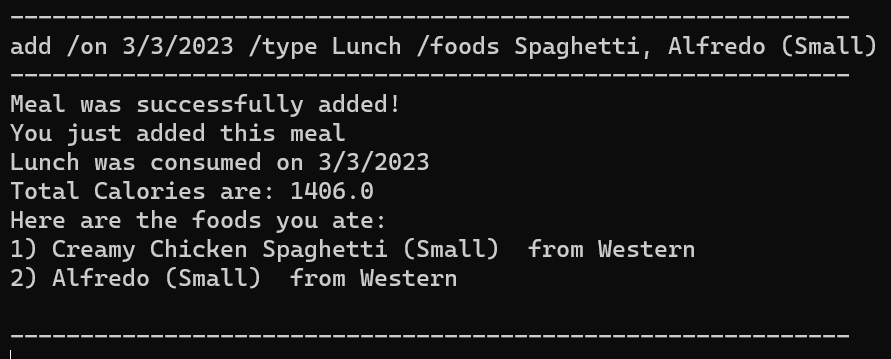 ------------------------------------------------------------
add /on 3/3/2023 /type Lunch /foods Spaghetti, Alfredo (Small)
------------------------------------------------------------
Meal was successfully added!
You just added this meal
Lunch was consumed on 3/3/2023
Total Calories are: 1406.0
Here are the foods you ate:
1) Creamy Chicken Spaghetti (Small)  from Western
2) Alfredo (Small)  from Western
------------------------------------------------------------